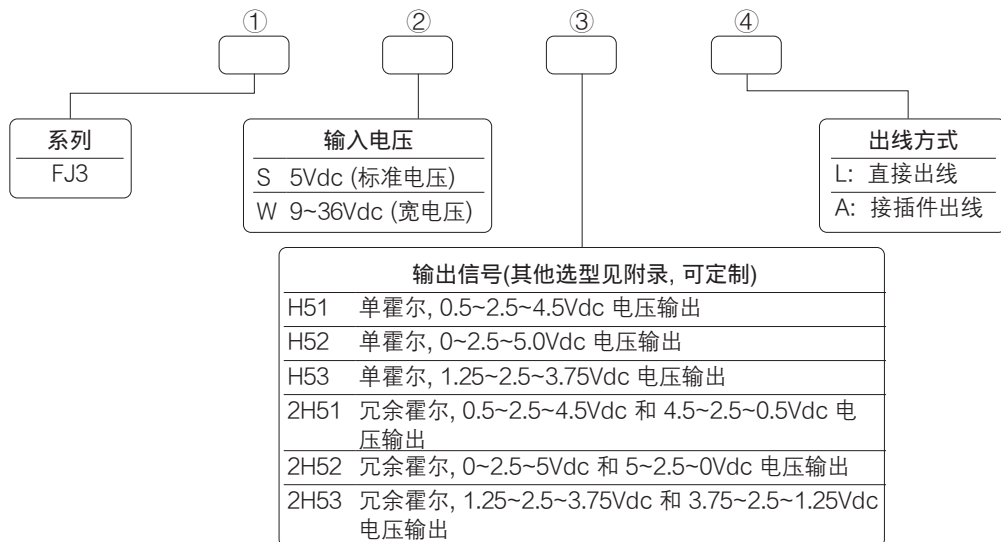 ① ② ③ ④
系列
FJ3
输入电压
S 5Vdc (标准电压)
W 9~36Vdc (宽电压)
出线方式
L: 直接出线
A: 接插件出线
输出信号(其他选型见附录, 可定制)
H51 单霍尔, 0.5~2.5~4.5Vdc 电压输出
H52 单霍尔, 0~2.5~5.0Vdc 电压输出
H53 单霍尔, 1.25~2.5~3.75Vdc 电压输出
2H51 冗余霍尔, 0.5~2.5~4.5Vdc 和 4.5~2.5~0.5Vdc 电
压输出
2H52 冗余霍尔, 0~2.5~5Vdc 和 5~2.5~0Vdc 电压输出
2H53 冗余霍尔, 1.25~2.5~3.75Vdc 和 3.75~2.5~1.25Vdc
电压输出